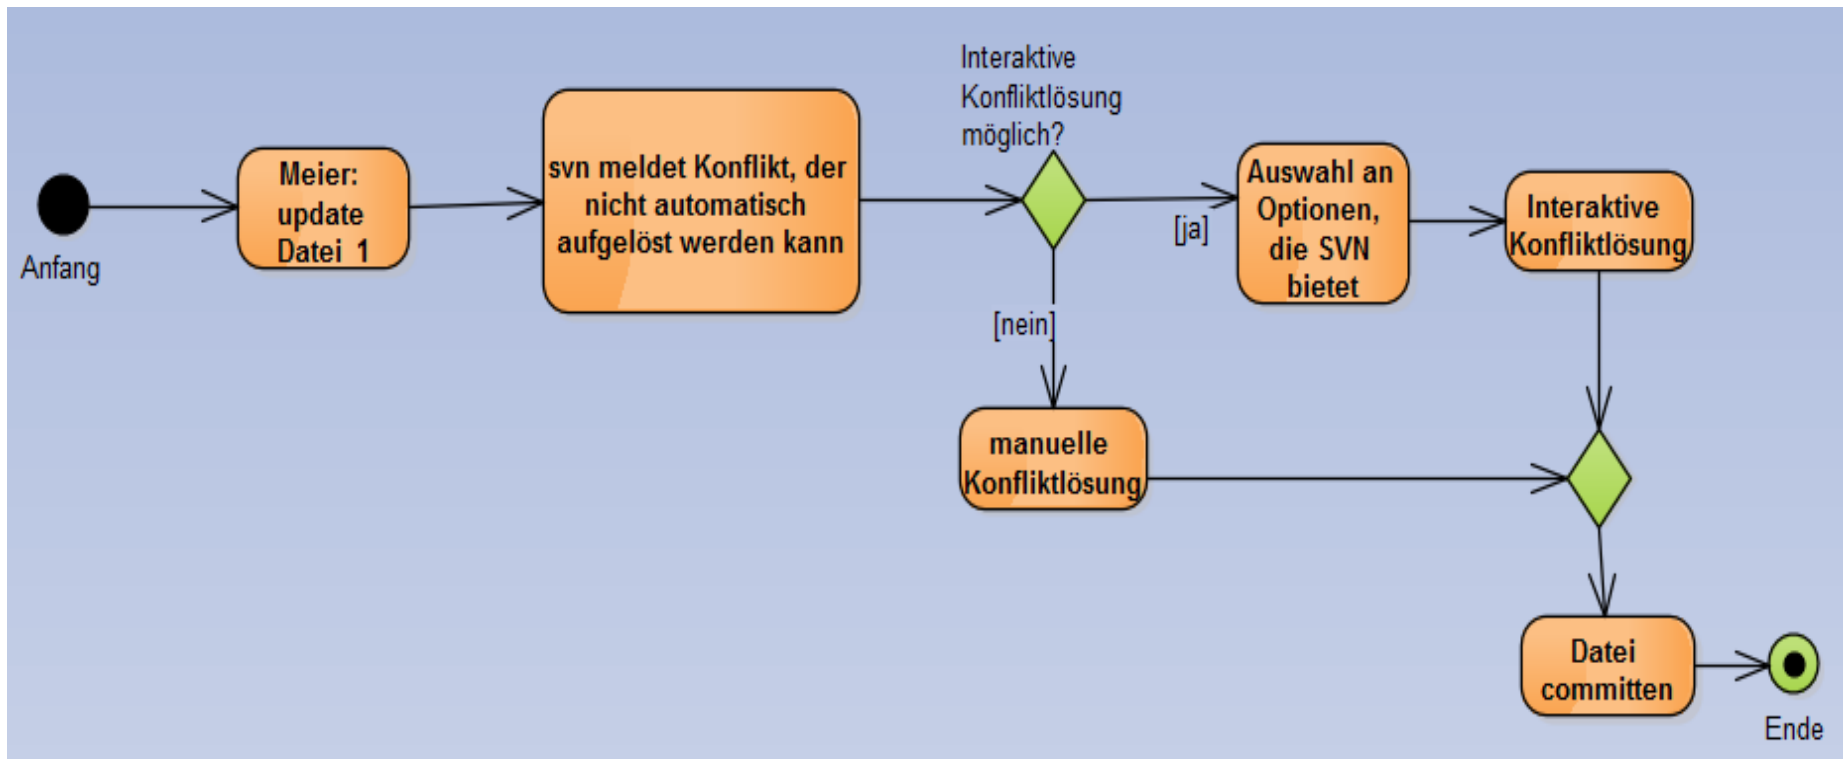 Anfang
Meier:
update
Datei 1
svn meldet Konflikt, der
nicht automatisch
aufgelöst werden kann
Interaktive
Konfliktlösung
möglich?
[ja]
[nein]
Auswahl an
Optionen,
die SVN
bietet
Interaktive
Konfliktlösung
manuelle
Konfliktlösung
Datei
committen
Ende